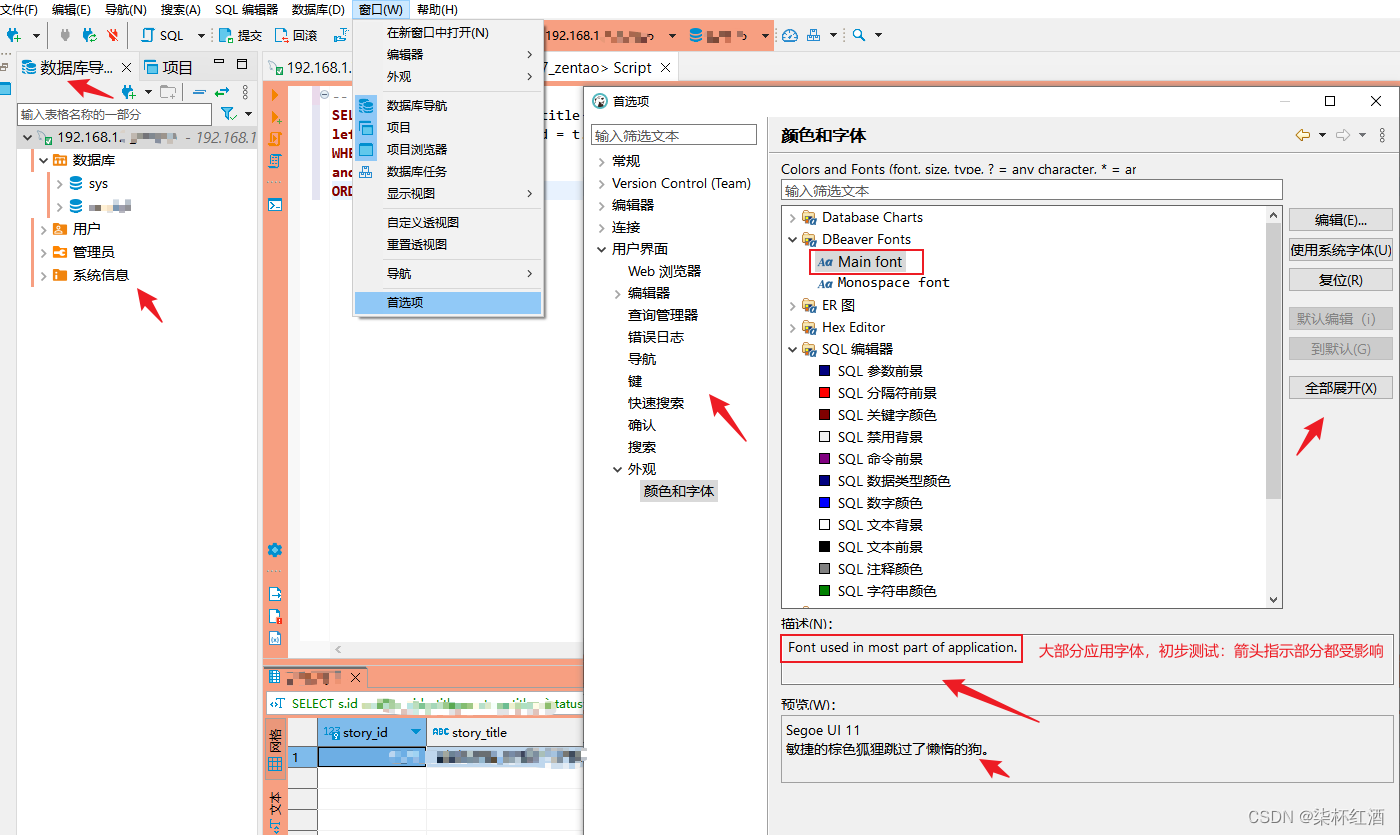 文件(F) 编辑(E) 导航(N) 搜索(A) SQL 编辑器 数据库(D) 窗口(W) 帮助(H)
SQL 提交 回滚
192.168.1
数据库导... 项目
输入表格名称的一部分
192.168.1. - 192.168.1
数据库
sys
用户
管理员
系统信息
192.168.1.
7_zentao> Script
SEL
title
lef
d = t
WHE
and
ORD
在新窗口中打开(N)
编辑器
外观
数据库导航
项目
项目浏览器
数据库任务
显示视图
自定义透视图
重置透视图
导航
首选项
SELECT s.id
tatus
网格
文本
123 story_id
ABC story_title
1
首选项
输入筛选文本
常规
Version Control (Team)
编辑器
连接
用户界面
Web 浏览器
编辑器
查询管理器
错误日志
导航
键
快速搜索
确认
搜索
外观
颜色和字体
颜色和字体
Colors and Fonts (font, size, type, ? = any character, * = ar
输入筛选文本
Database Charts
DBeaver Fonts
Aa Main font
Aa Monospace font
ER 图
Hex Editor
SQL 编辑器
SQL 参数前景
SQL 分隔符前景
SQL 关键字颜色
SQL 禁用背景
SQL 命令前景
SQL 数据类型颜色
SQL 数字颜色
SQL 文本背景
SQL 文本前景
SQL 注释颜色
SQL 字符串颜色
编辑(E)...
使用系统字体(U)
复位(R)
默认编辑（i）
到默认(G)
全部展开(X)
描述(N):
Font used in most part of application.
大部分应用字体，初步测试：箭头指示部分都受影响
预览(W):
Segoe UI 11
敏捷的棕色狐狸跳过了懒惰的狗。
CSDN @柒杯红酒